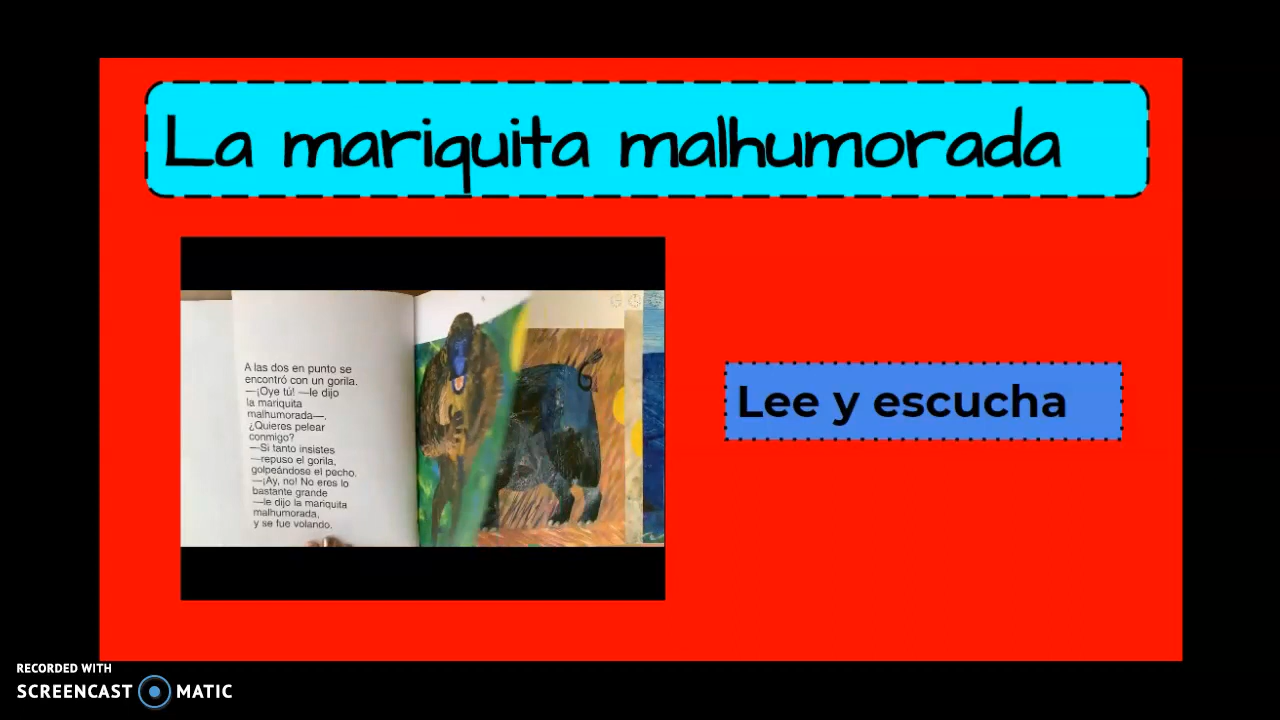 La mariquita malhumorada
A las dos en punto se
encontró con un gorila.
—¡Oye tú! —le dijo
la mariquita
malhumorada—.
¿Quieres pelear
conmigo?
—Si tanto insistes
—repuso el gorila,
golpeándose el pecho.
—¡Ay, no! No eres lo
bastante grande
—le dijo la mariquita
malhumorada,
y se fue volando.
Lee y escucha
RECORDED WITH
SCREENCAST MATIC